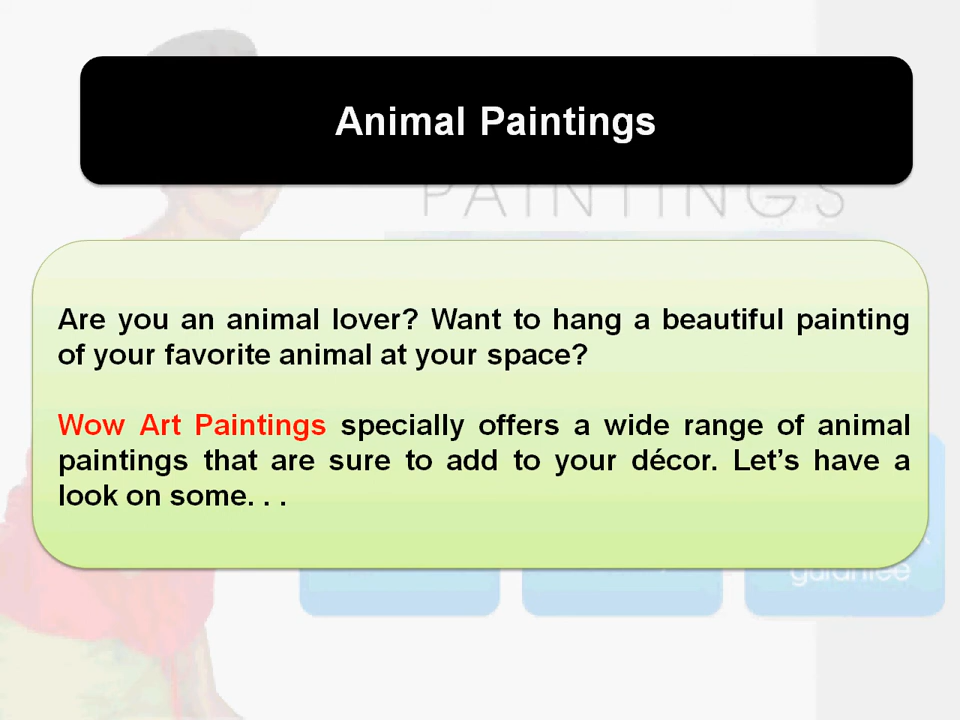 Animal Paintings
PAINTINGS
Are you an animal lover? Want to hang a beautiful painting
of your favorite animal at your space?
Wow Art Paintings specially offers a wide range of animal
paintings that are sure to add to your décor. Let’s have a
look on some. . .